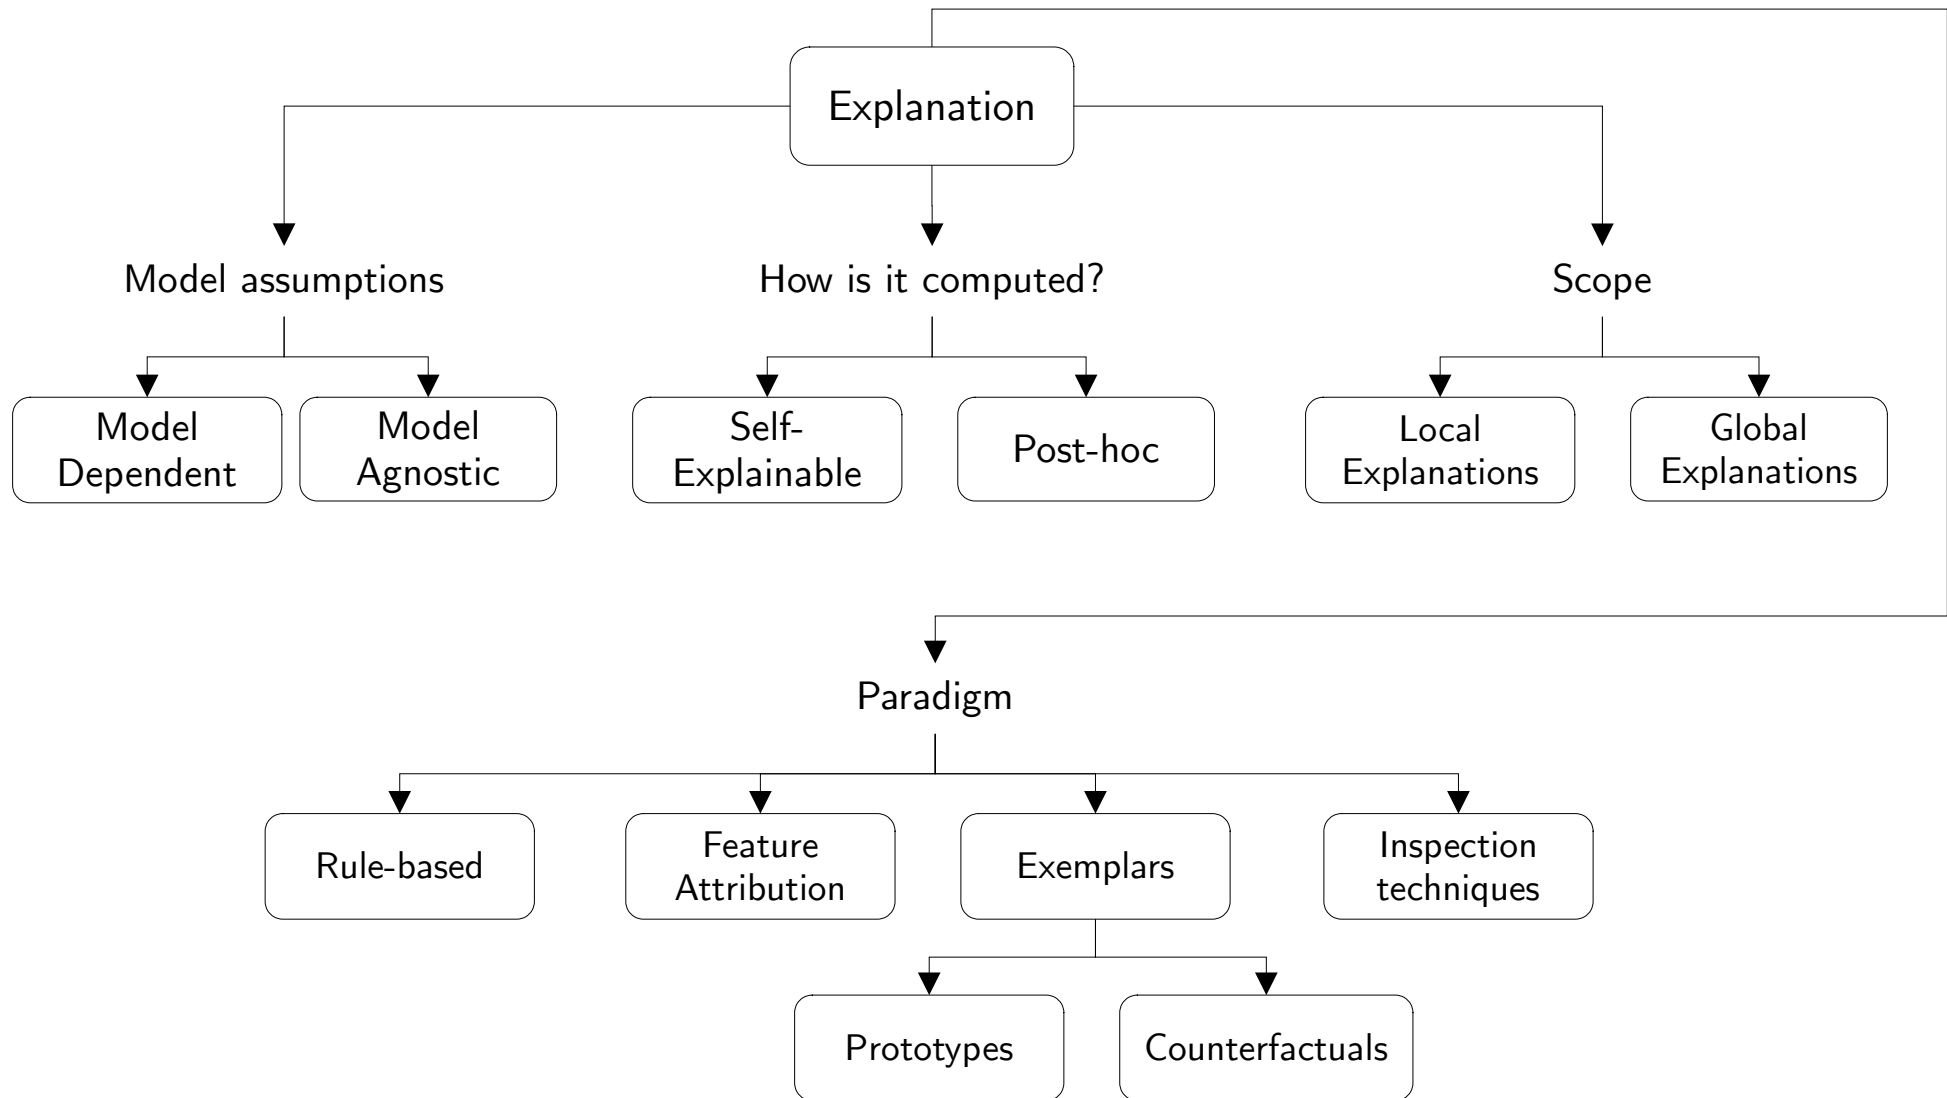 Explanation
Model assumptions
How is it computed?
Scope
Model
Dependent
Model
Agnostic
Self-
Explainable
Post-hoc
Local
Explanations
Global
Explanations
Paradigm
Rule-based
Feature
Attribution
Exemplars
Inspection
techniques
Prototypes
Counterfactuals